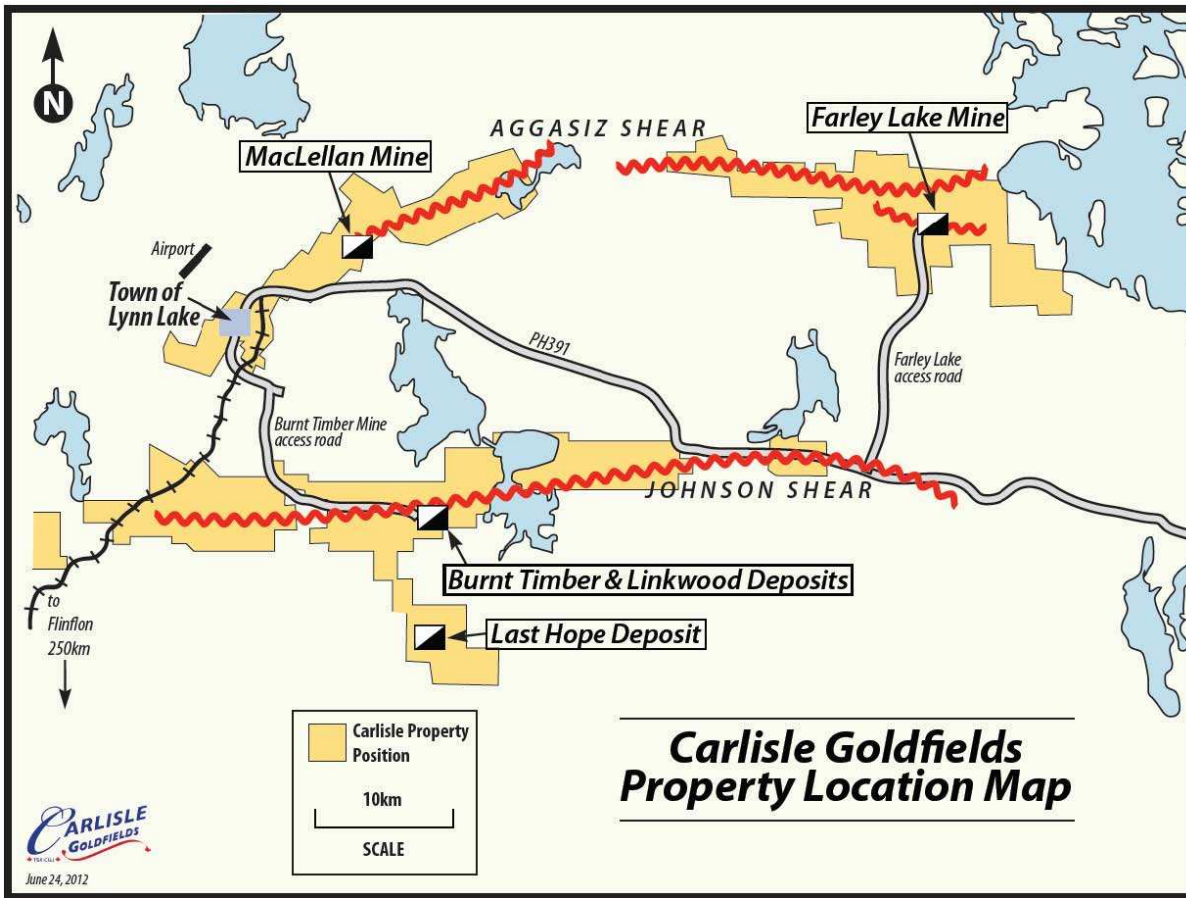 N
AGGASIZ SHEAR
Farley Lake Mine
MacLellan Mine
Airport
Town of
Lynn Lake
PH391
Farley Lake
access road
Burnt Timber Mine
access road
JOHNSON SHEAR
Burnt Timber & Linkwood Deposits
to
Flinflon
250km
Last Hope Deposit
Carlisle Property
Position
10km
SCALE
Carlisle Goldfields
Property Location Map
CARLISLE
GOLDFIELDS
TSX:CGJ
June 24, 2012